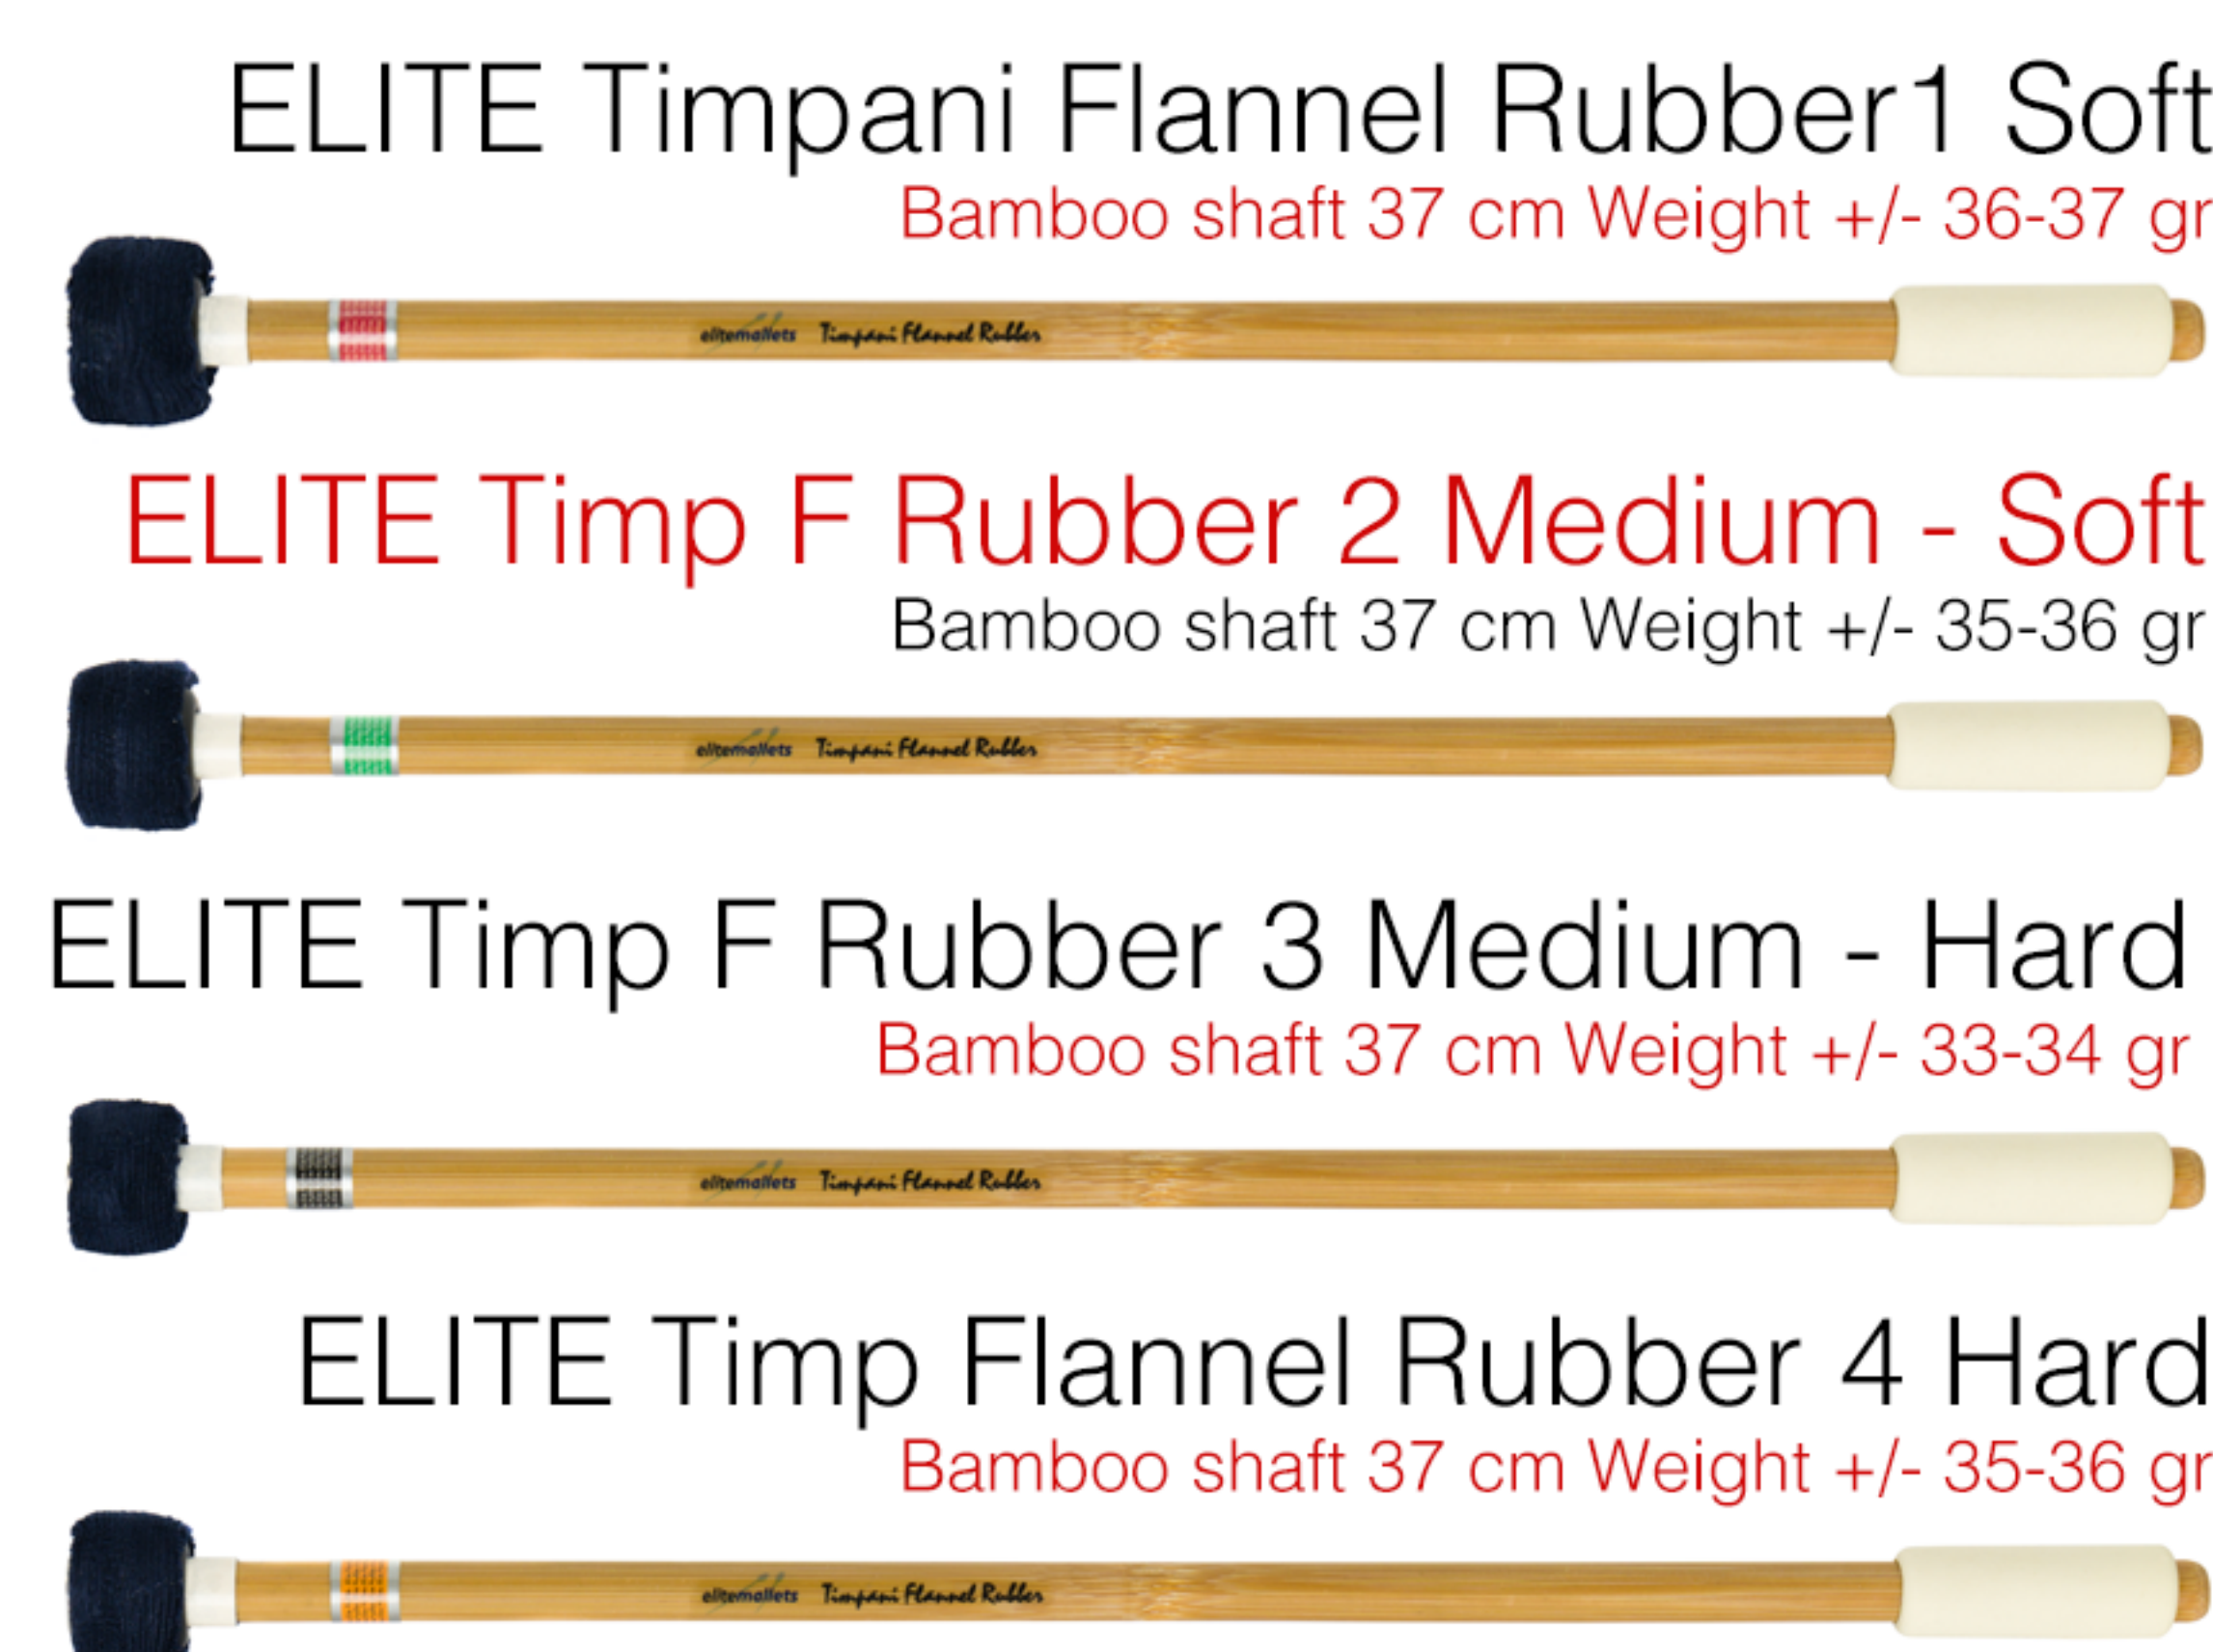 ELITE Timpani Flannel Rubber1 Soft
Bamboo shaft 37 cm Weight +/- 36-37 gr
elitemallets Timpani Flannel Rubber
ELITE Timp F Rubber 2 Medium - Soft
Bamboo shaft 37 cm Weight +/- 35-36 gr
elitemallets Timpani Flannel Rubber
ELITE Timp F Rubber 3 Medium - Hard
Bamboo shaft 37 cm Weight +/- 33-34 gr
elitemallets Timpani Flannel Rubber
ELITE Timp Flannel Rubber 4 Hard
Bamboo shaft 37 cm Weight +/- 35-36 gr
elitemallets Timpani Flannel Rubber